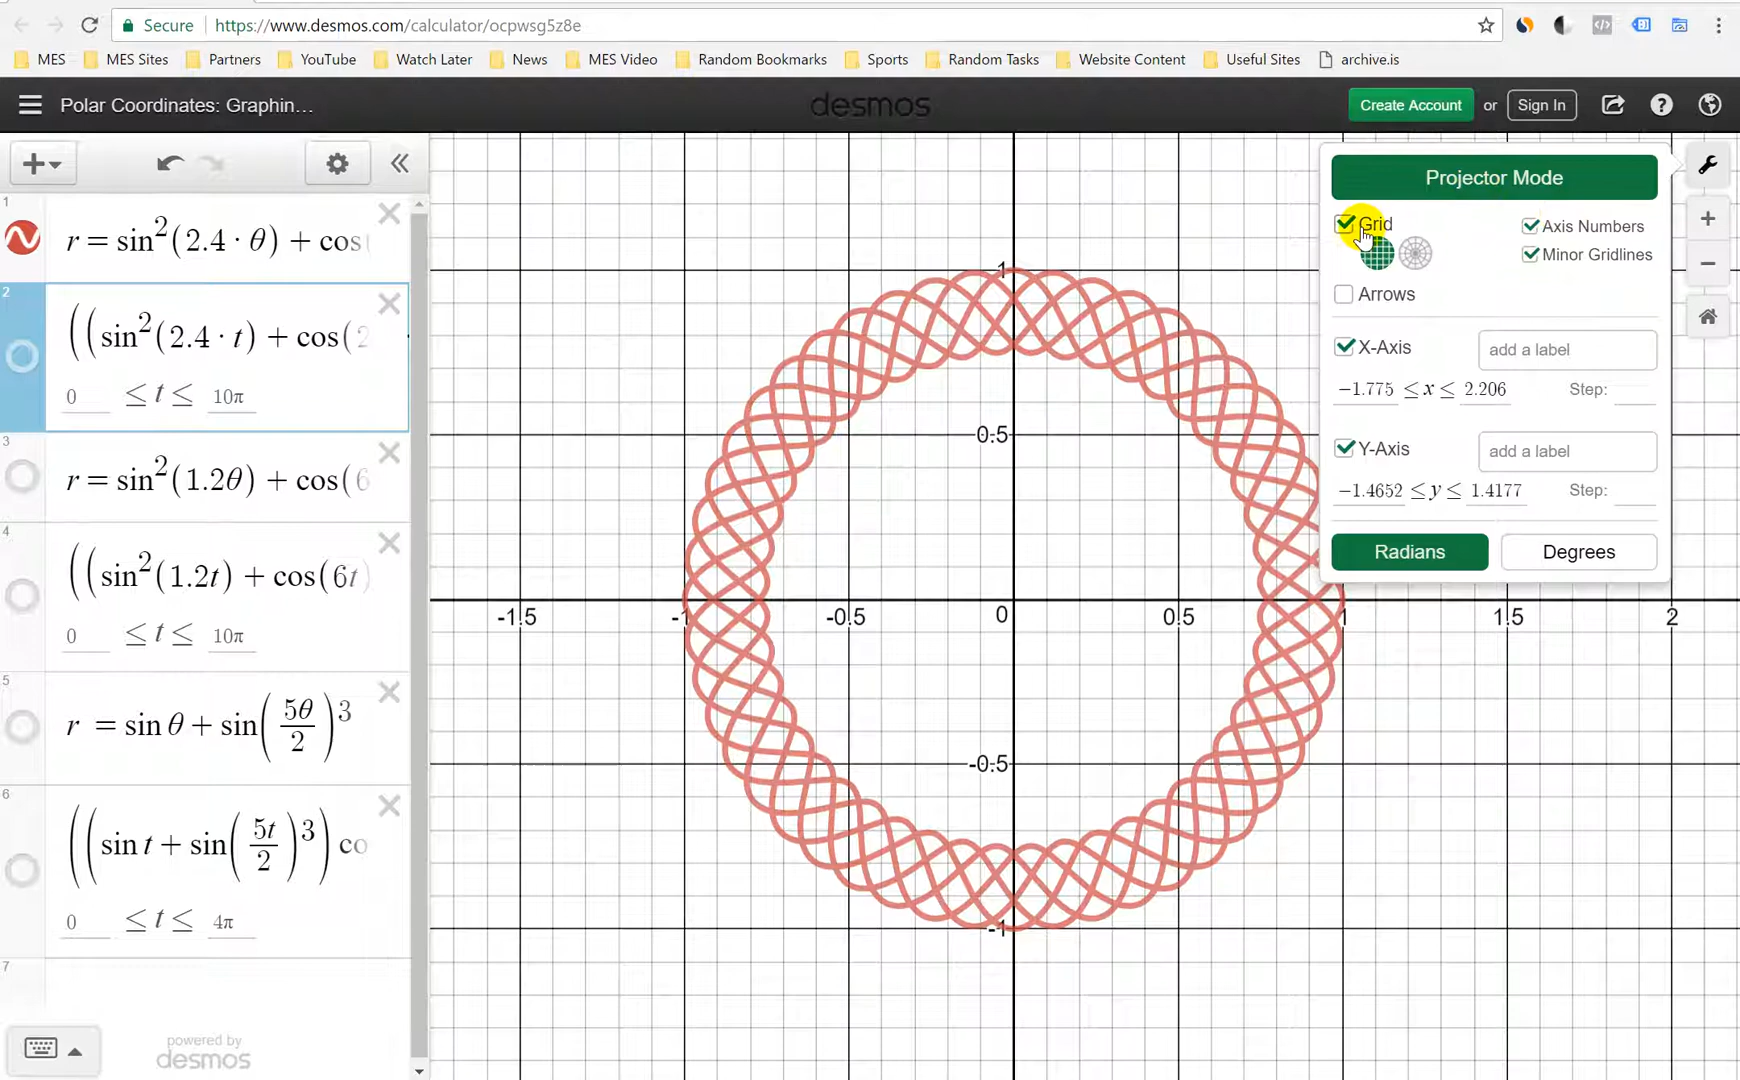 Secure https://www.desmos.com/calculator/ocpwsg5z8e
MES MES Sites Partners YouTube Watch Later News MES Video Random Bookmarks Sports Random Tasks Website Content Useful Sites archive.is
Polar Coordinates: Graphin… desmos Create Account or Sign In
1
r = sin²(2.4 · θ) + cos(
2
((sin²(2.4 · t) + cos(2
0 ≤ t ≤ 10π
3
r = sin²(1.2θ) + cos(6
4
((sin²(1.2t) + cos(6t)
0 ≤ t ≤ 10π
5
r = sin θ + sin(5θ/2)³
6
((sin t + sin(5t/2)³) co
0 ≤ t ≤ 4π
7
powered by
desmos
1
0.5
-1.5 -1 -0.5 0 0.5 1 1.5 2
-0.5
-1
Projector Mode
Grid Axis Numbers
Minor Gridlines
Arrows
X-Axis add a label
−1.775 ≤ x ≤ 2.206 Step:
Y-Axis add a label
−1.4652 ≤ y ≤ 1.4177 Step:
Radians Degrees